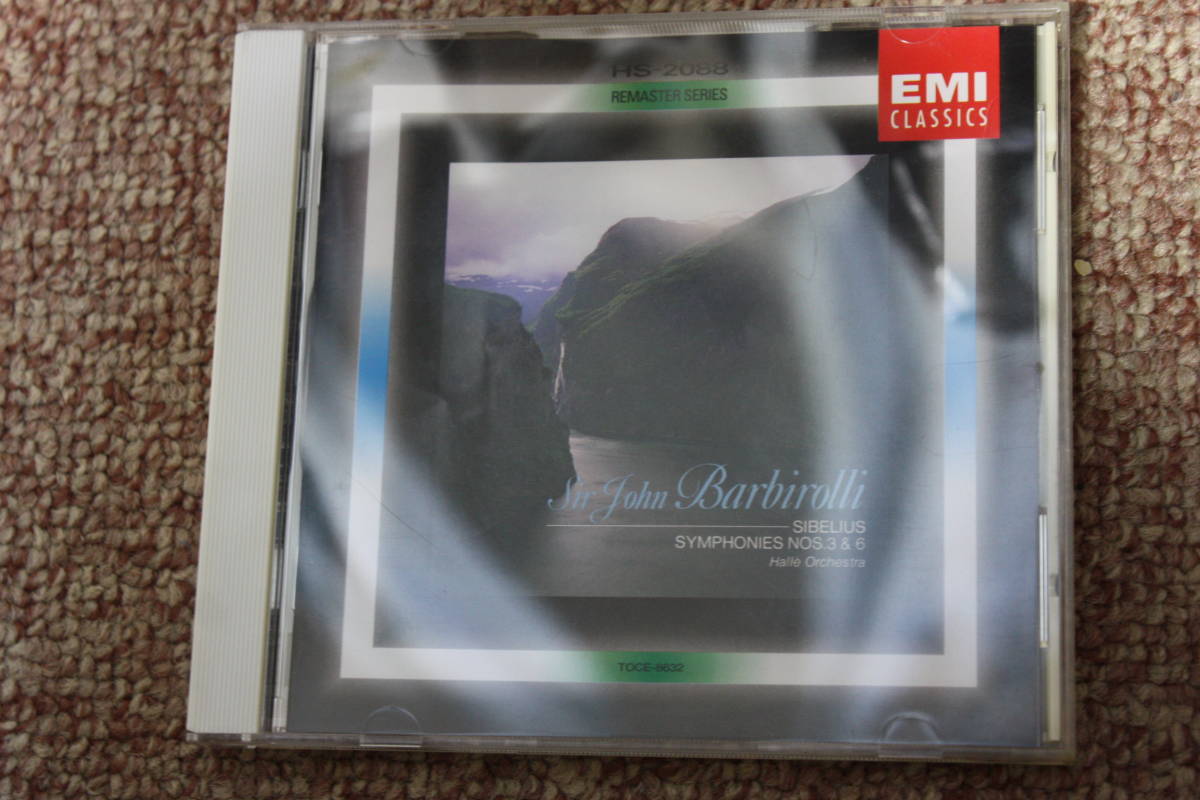 HS-2088
REMASTER SERIES
EMI
CLASSICS
Sir John Barbirolli
SIBELIUS
SYMPHONIES NOS.3 & 6
Hallé Orchestra
TOCE-8632